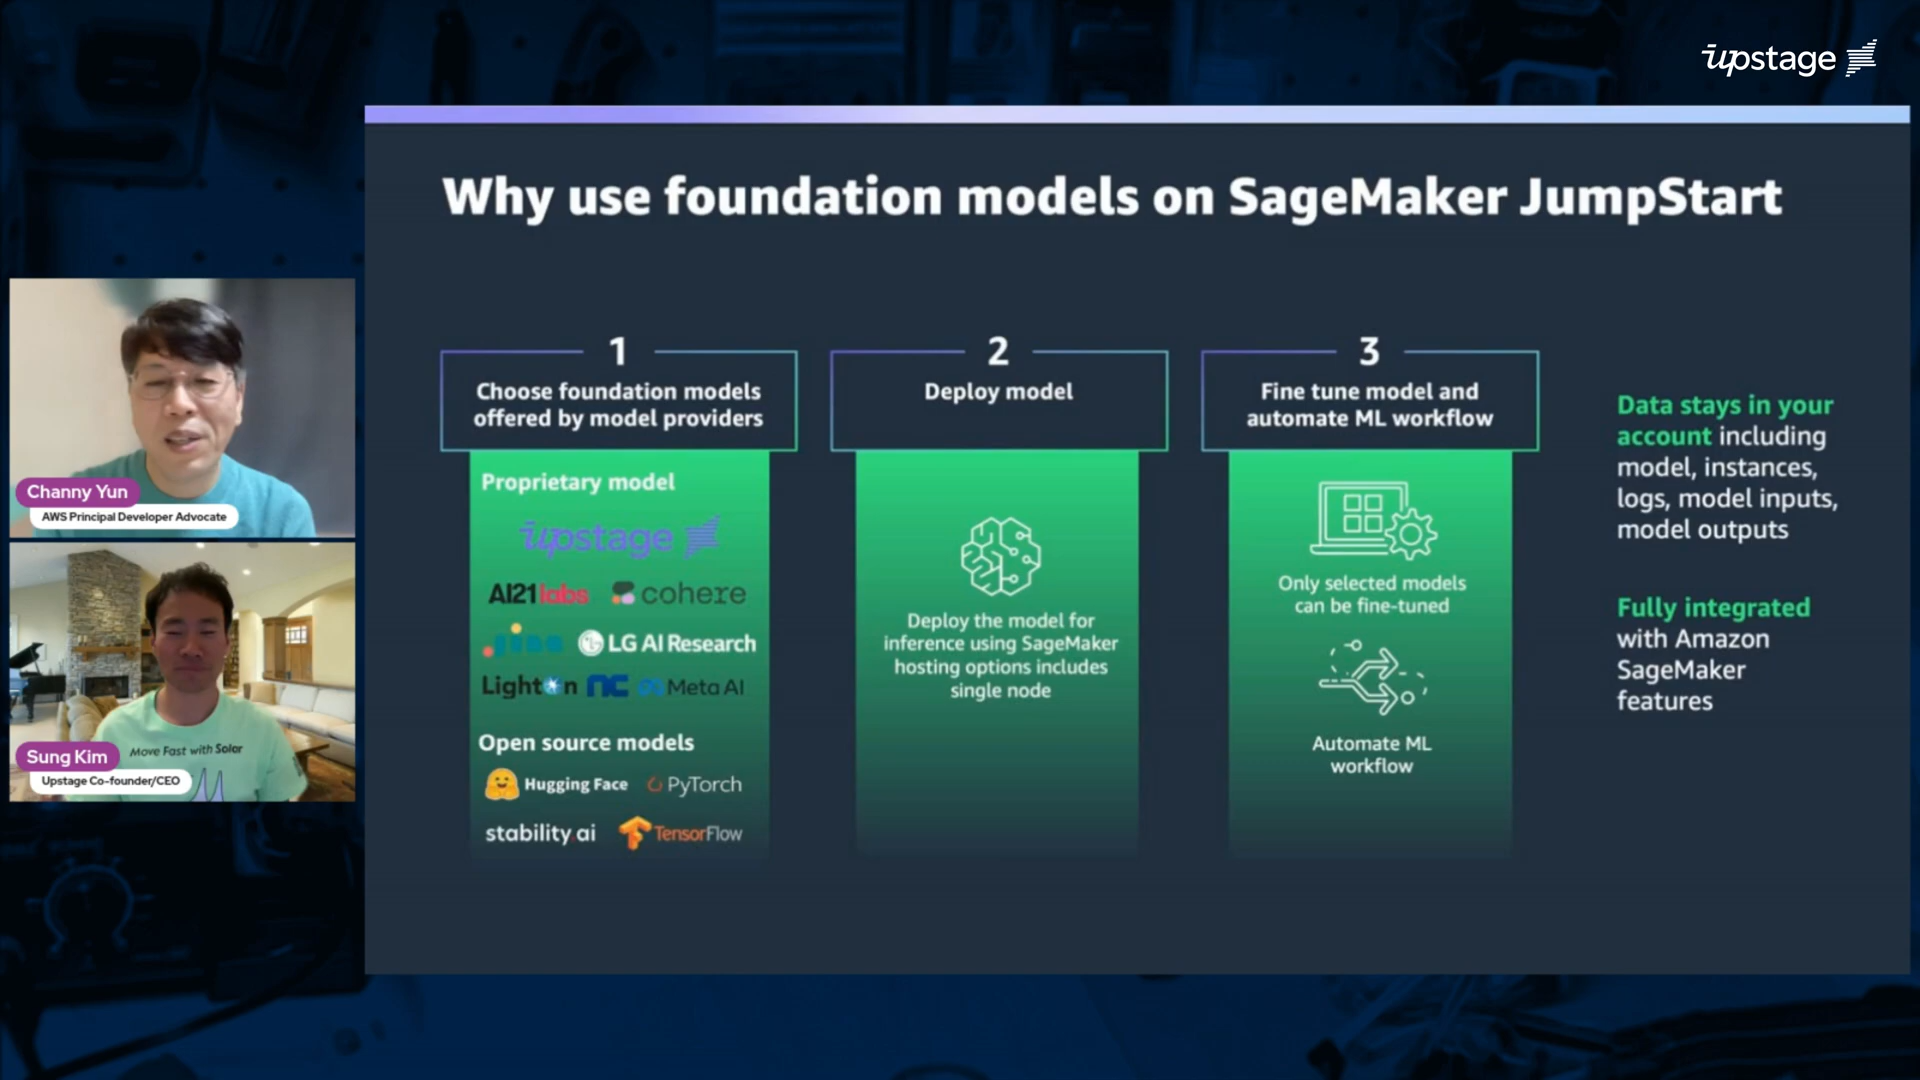 upstage
Why use foundation models on SageMaker JumpStart
1
Choose foundation models
offered by model providers
Proprietary model
upstage
AI21 labs cohere
jina LG AI Research
LightOn NC Meta AI
Open source models
Hugging Face PyTorch
stability.ai TensorFlow
2
Deploy model
Deploy the model for
inference using SageMaker
hosting options includes
single node
3
Fine tune model and
automate ML workflow
Only selected models
can be fine-tuned
Automate ML
workflow
Data stays in your
account including
model, instances,
logs, model inputs,
model outputs
Fully integrated
with Amazon
SageMaker
features
Channy Yun
AWS Principal Developer Advocate
Move Fast with Solar
Sung Kim
Upstage Co-founder/CEO